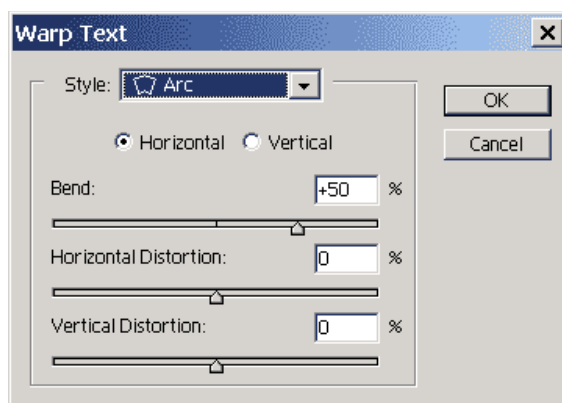 Warp Text
Style: Arc
OK
Horizontal Vertical
Cancel
Bend: +50 %
Horizontal Distortion: 0 %
Vertical Distortion: 0 %